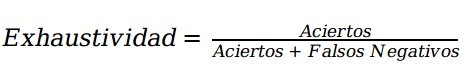 Exhaustividad = Aciertos / Aciertos + Falsos Negativos